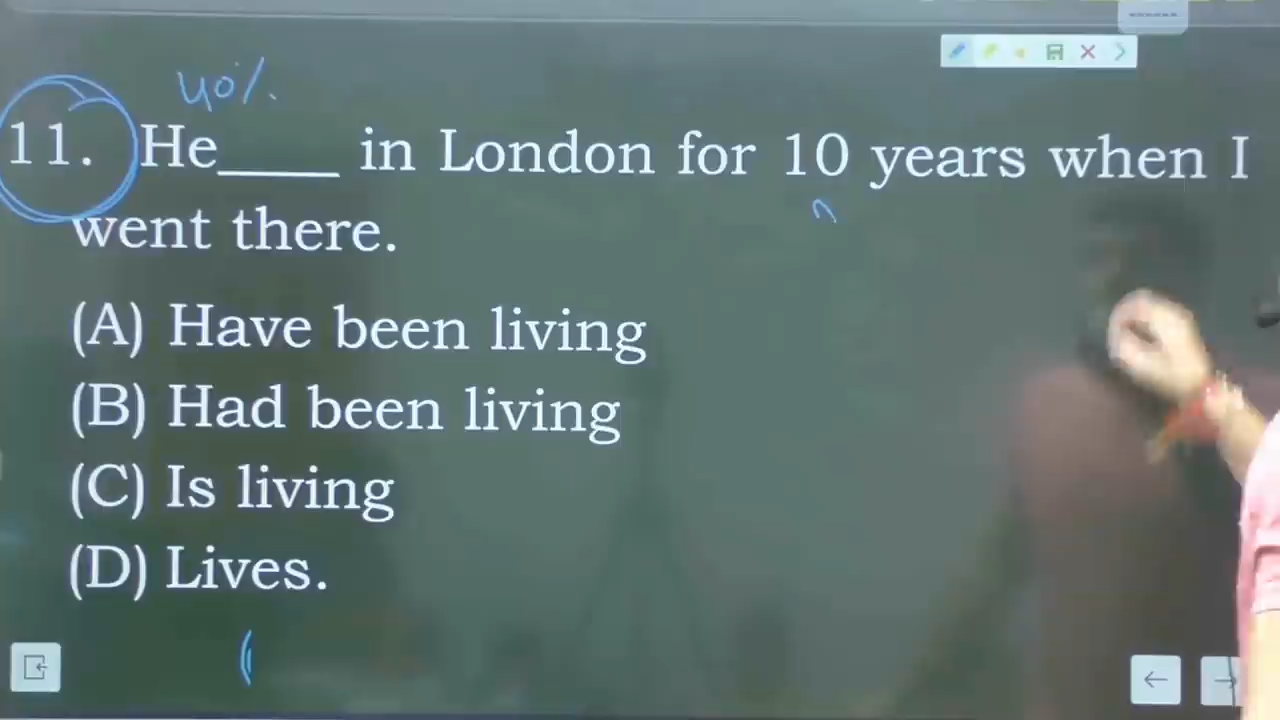 40%.
11. He____ in London for 10 years when I
went there.
(A) Have been living
(B) Had been living
(C) Is living
(D) Lives.